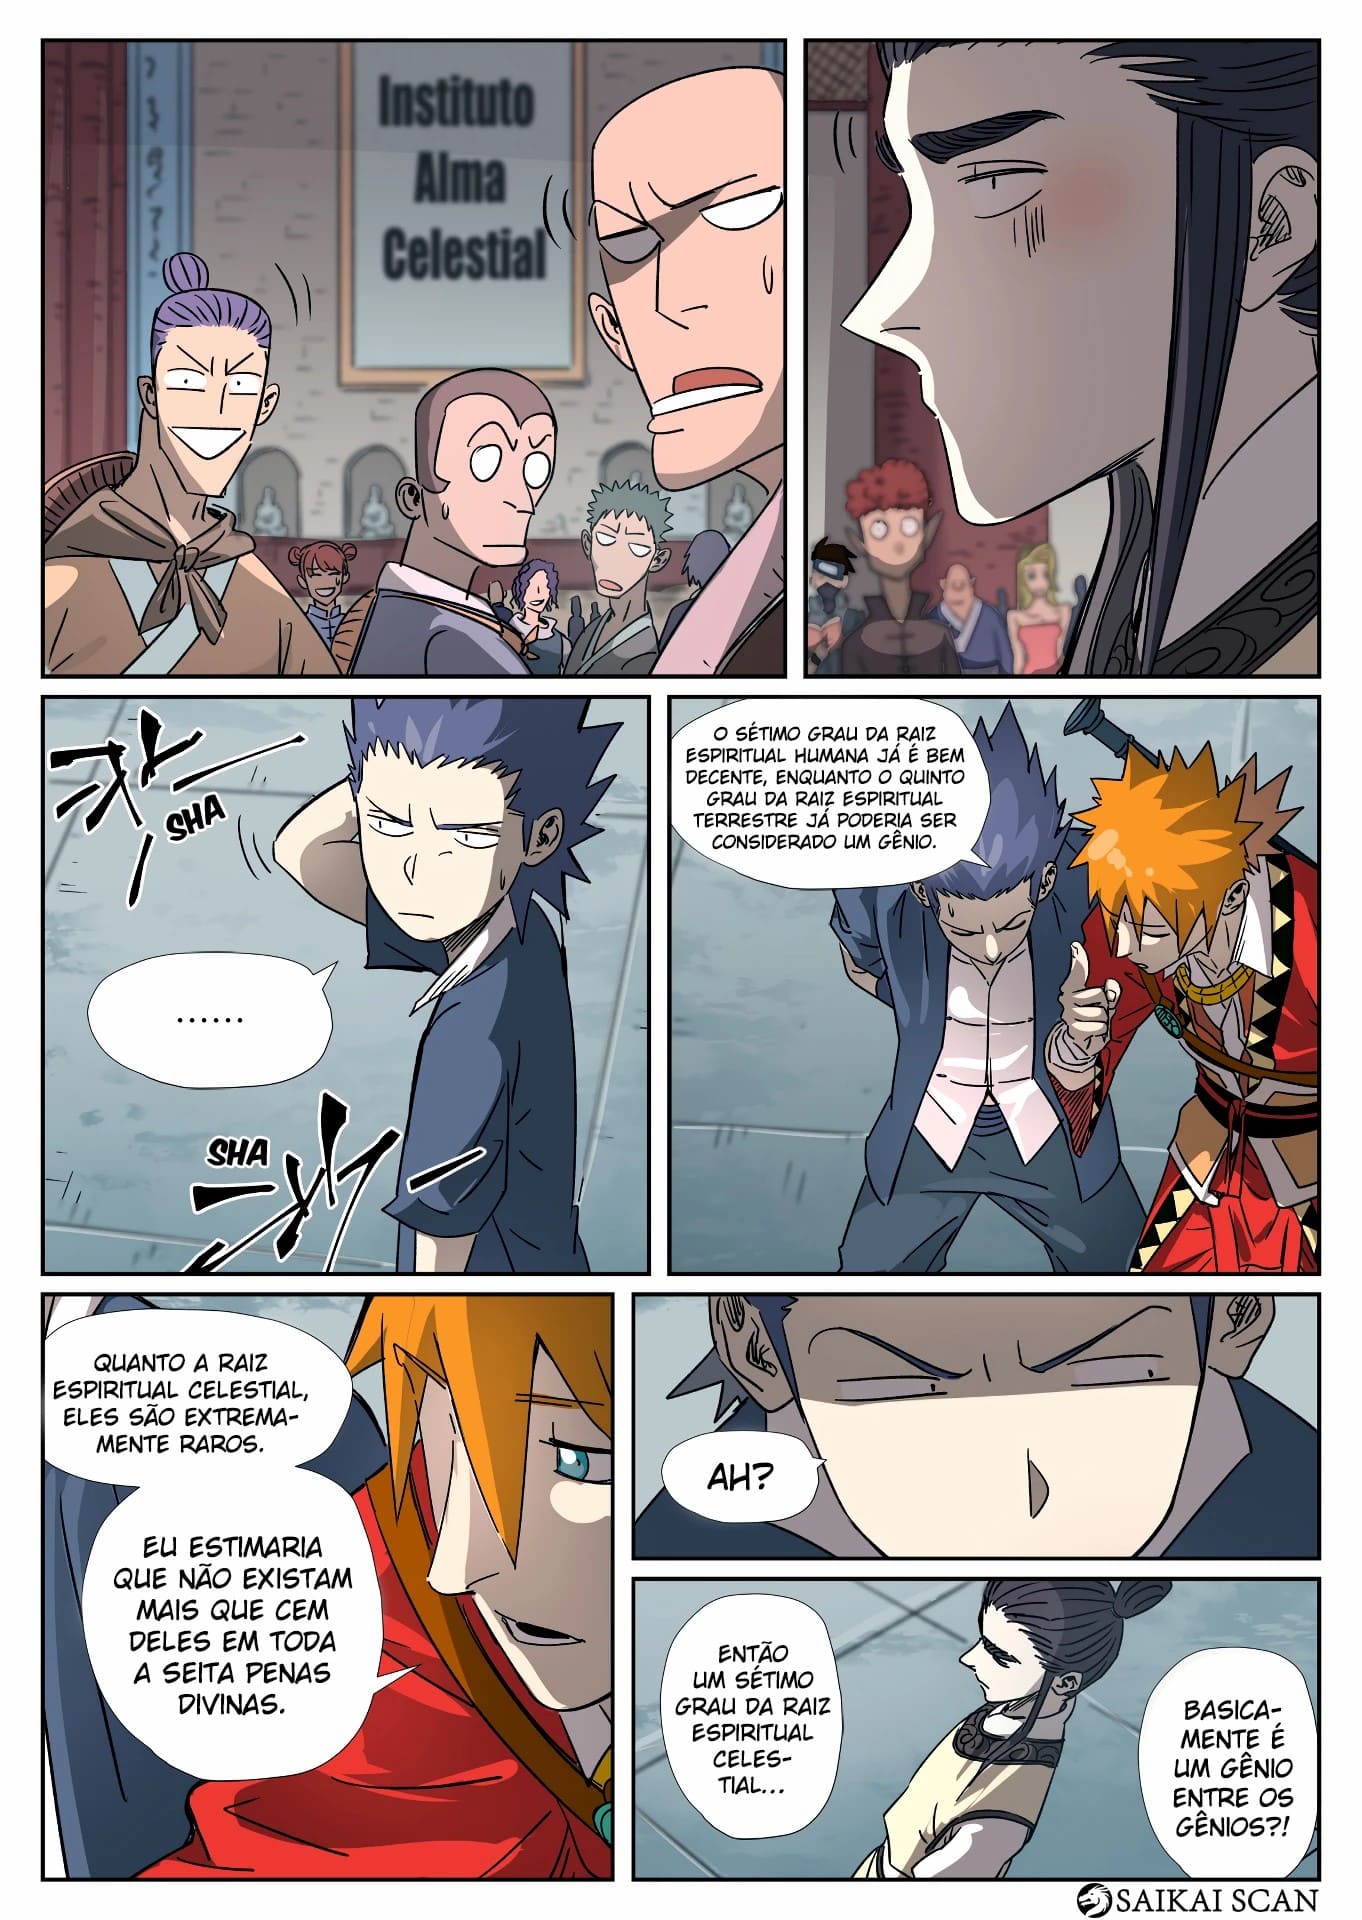 Instituto
Alma
Celestial
SHA
......
SHA
O SÉTIMO GRAU DA RAIZ
ESPIRITUAL HUMANA JÁ É BEM
DECENTE, ENQUANTO O QUINTO
GRAU DA RAIZ ESPIRITUAL
TERRESTRE JÁ PODERIA SER
CONSIDERADO UM GÊNIO.
QUANTO A RAIZ
ESPIRITUAL CELESTIAL,
ELES SÃO EXTREMA-
MENTE RAROS.
EU ESTIMARIA
QUE NÃO EXISTAM
MAIS QUE CEM
DELES EM TODA
A SEITA PENAS
DIVINAS.
AH?
ENTÃO
UM SÉTIMO
GRAU DA RAIZ
ESPIRITUAL
CELES-
TIAL...
BASICA-
MENTE É
UM GÊNIO
ENTRE OS
GÊNIOS?!
SAIKAI SCAN